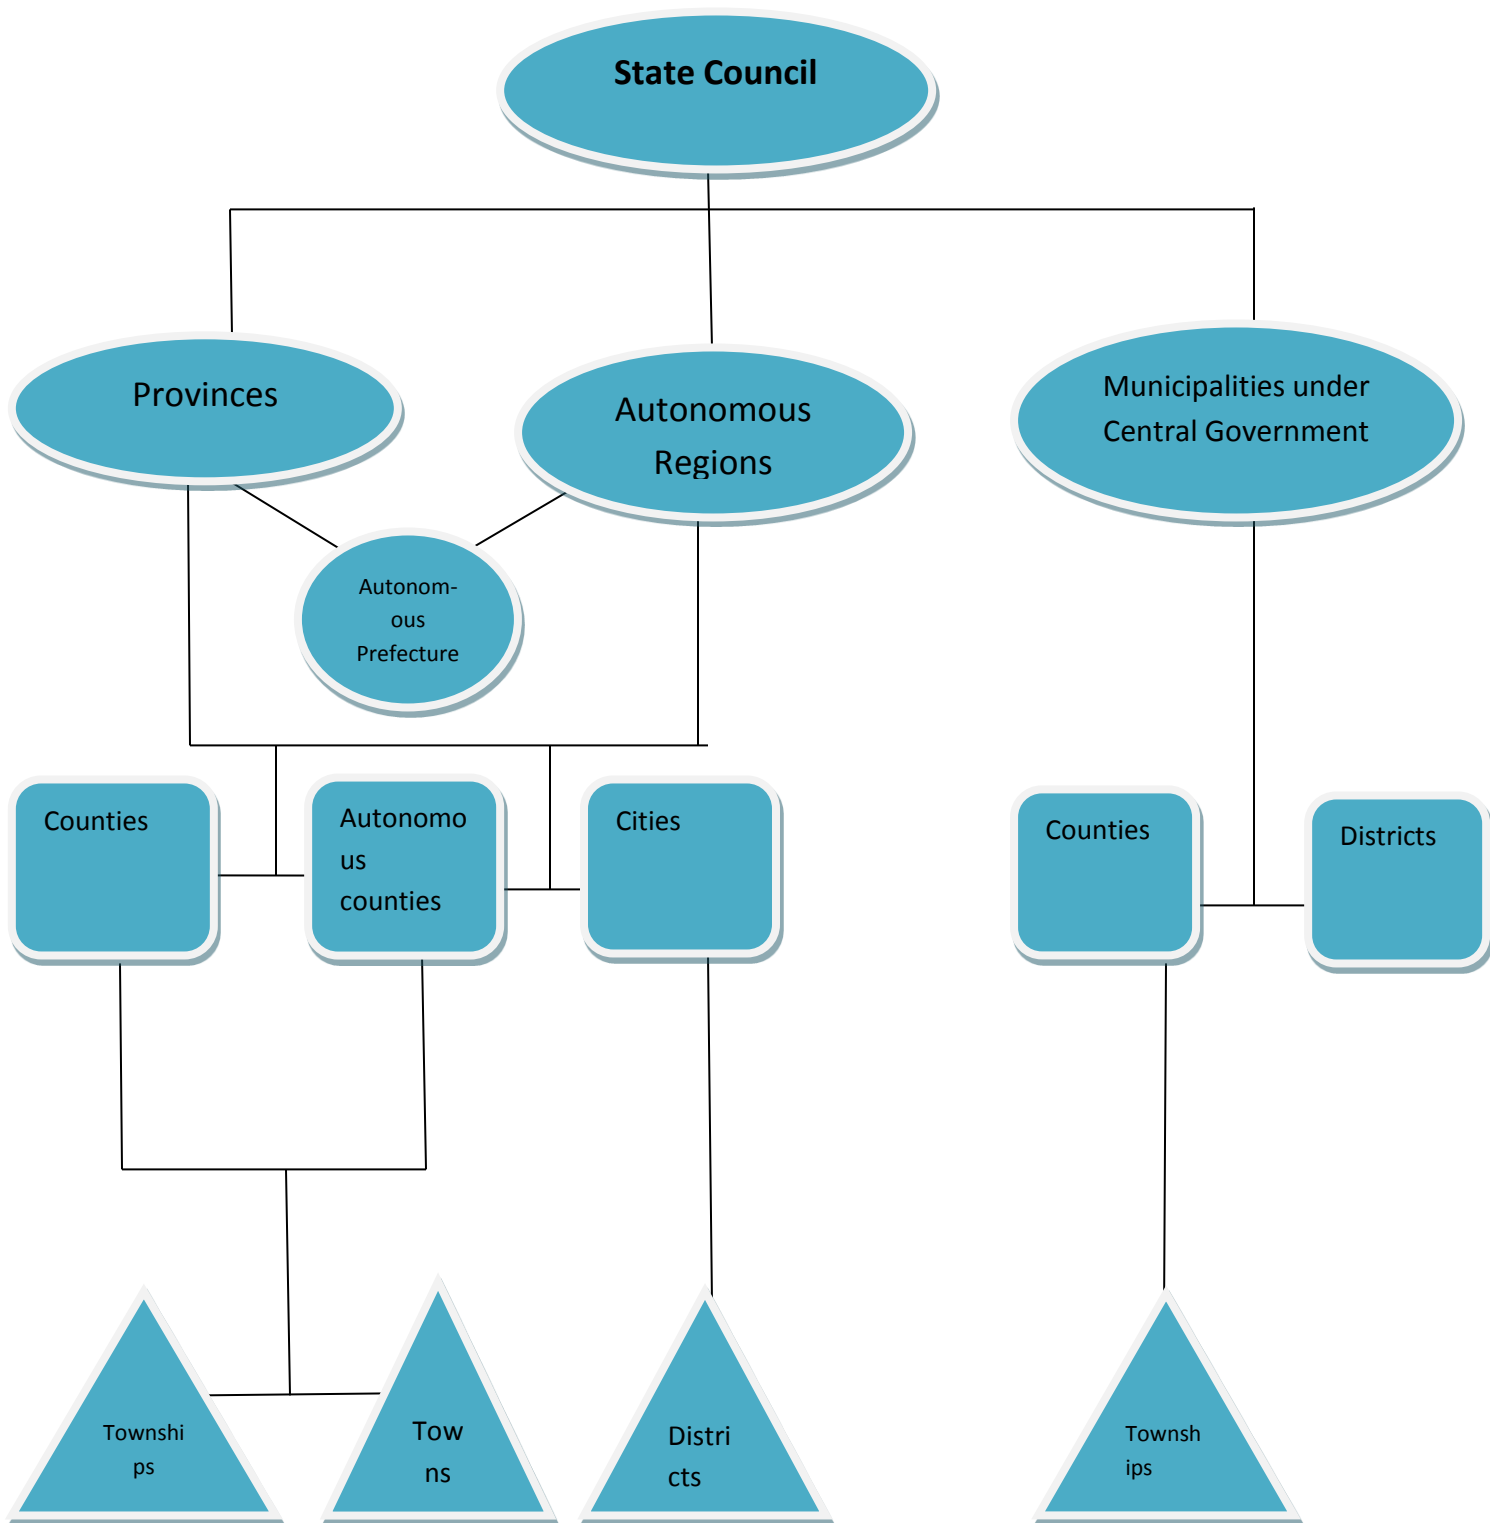 State Council
Provinces
Autonomous
Regions
Municipalities under
Central Government
Autonom-
ous
Prefecture
Counties
Autonomo
us
counties
Cities
Counties
Districts
Townshi
ps
Tow
ns
Distri
cts
Townsh
ips